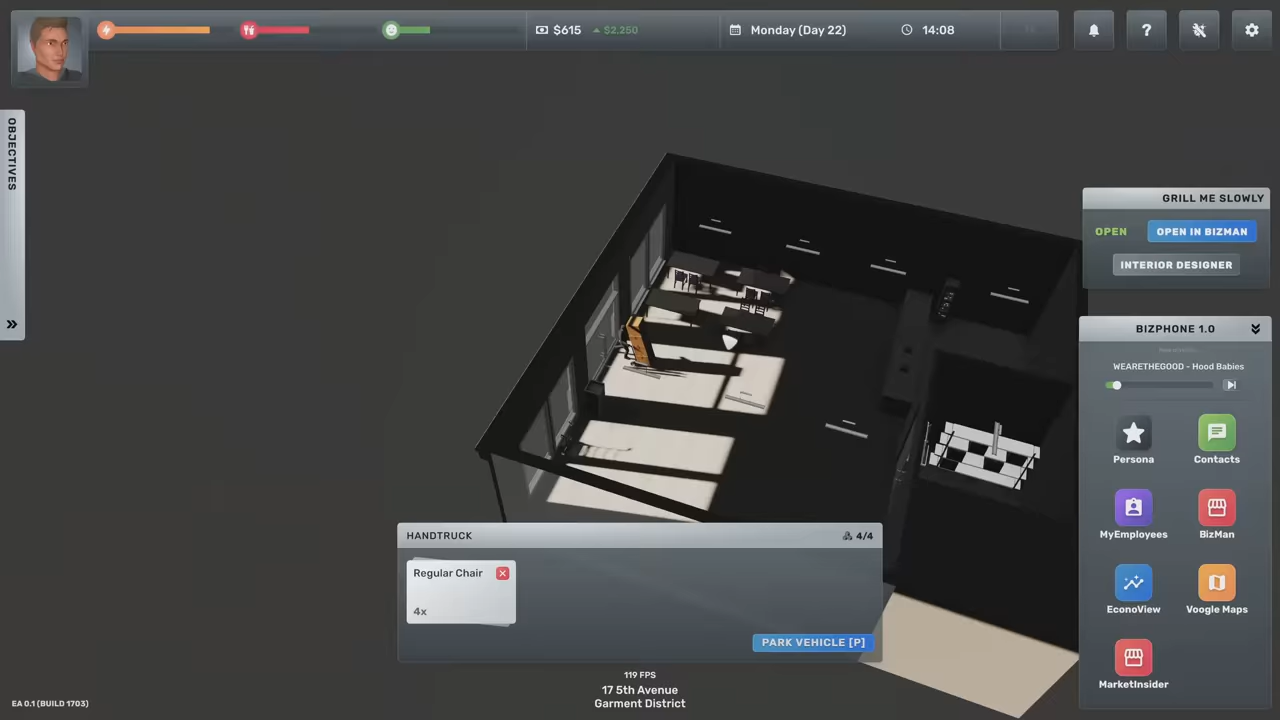 $615
$2.250
Monday (Day 22)
14:08
?
OBJECTIVES
GRILL ME SLOWLY
OPEN
OPEN IN BIZMAN
INTERIOR DESIGNER
BIZPHONE 1.0
WEARETHEGOOD - Hood Babies
Persona
Contacts
MyEmployees
BizMan
EconoView
Voogle Maps
MarketInsider
HANDTRUCK
4/4
Regular Chair
4x
PARK VEHICLE [P]
119 FPS
17 5th Avenue
Garment District
EA 0.1 (BUILD 1703)